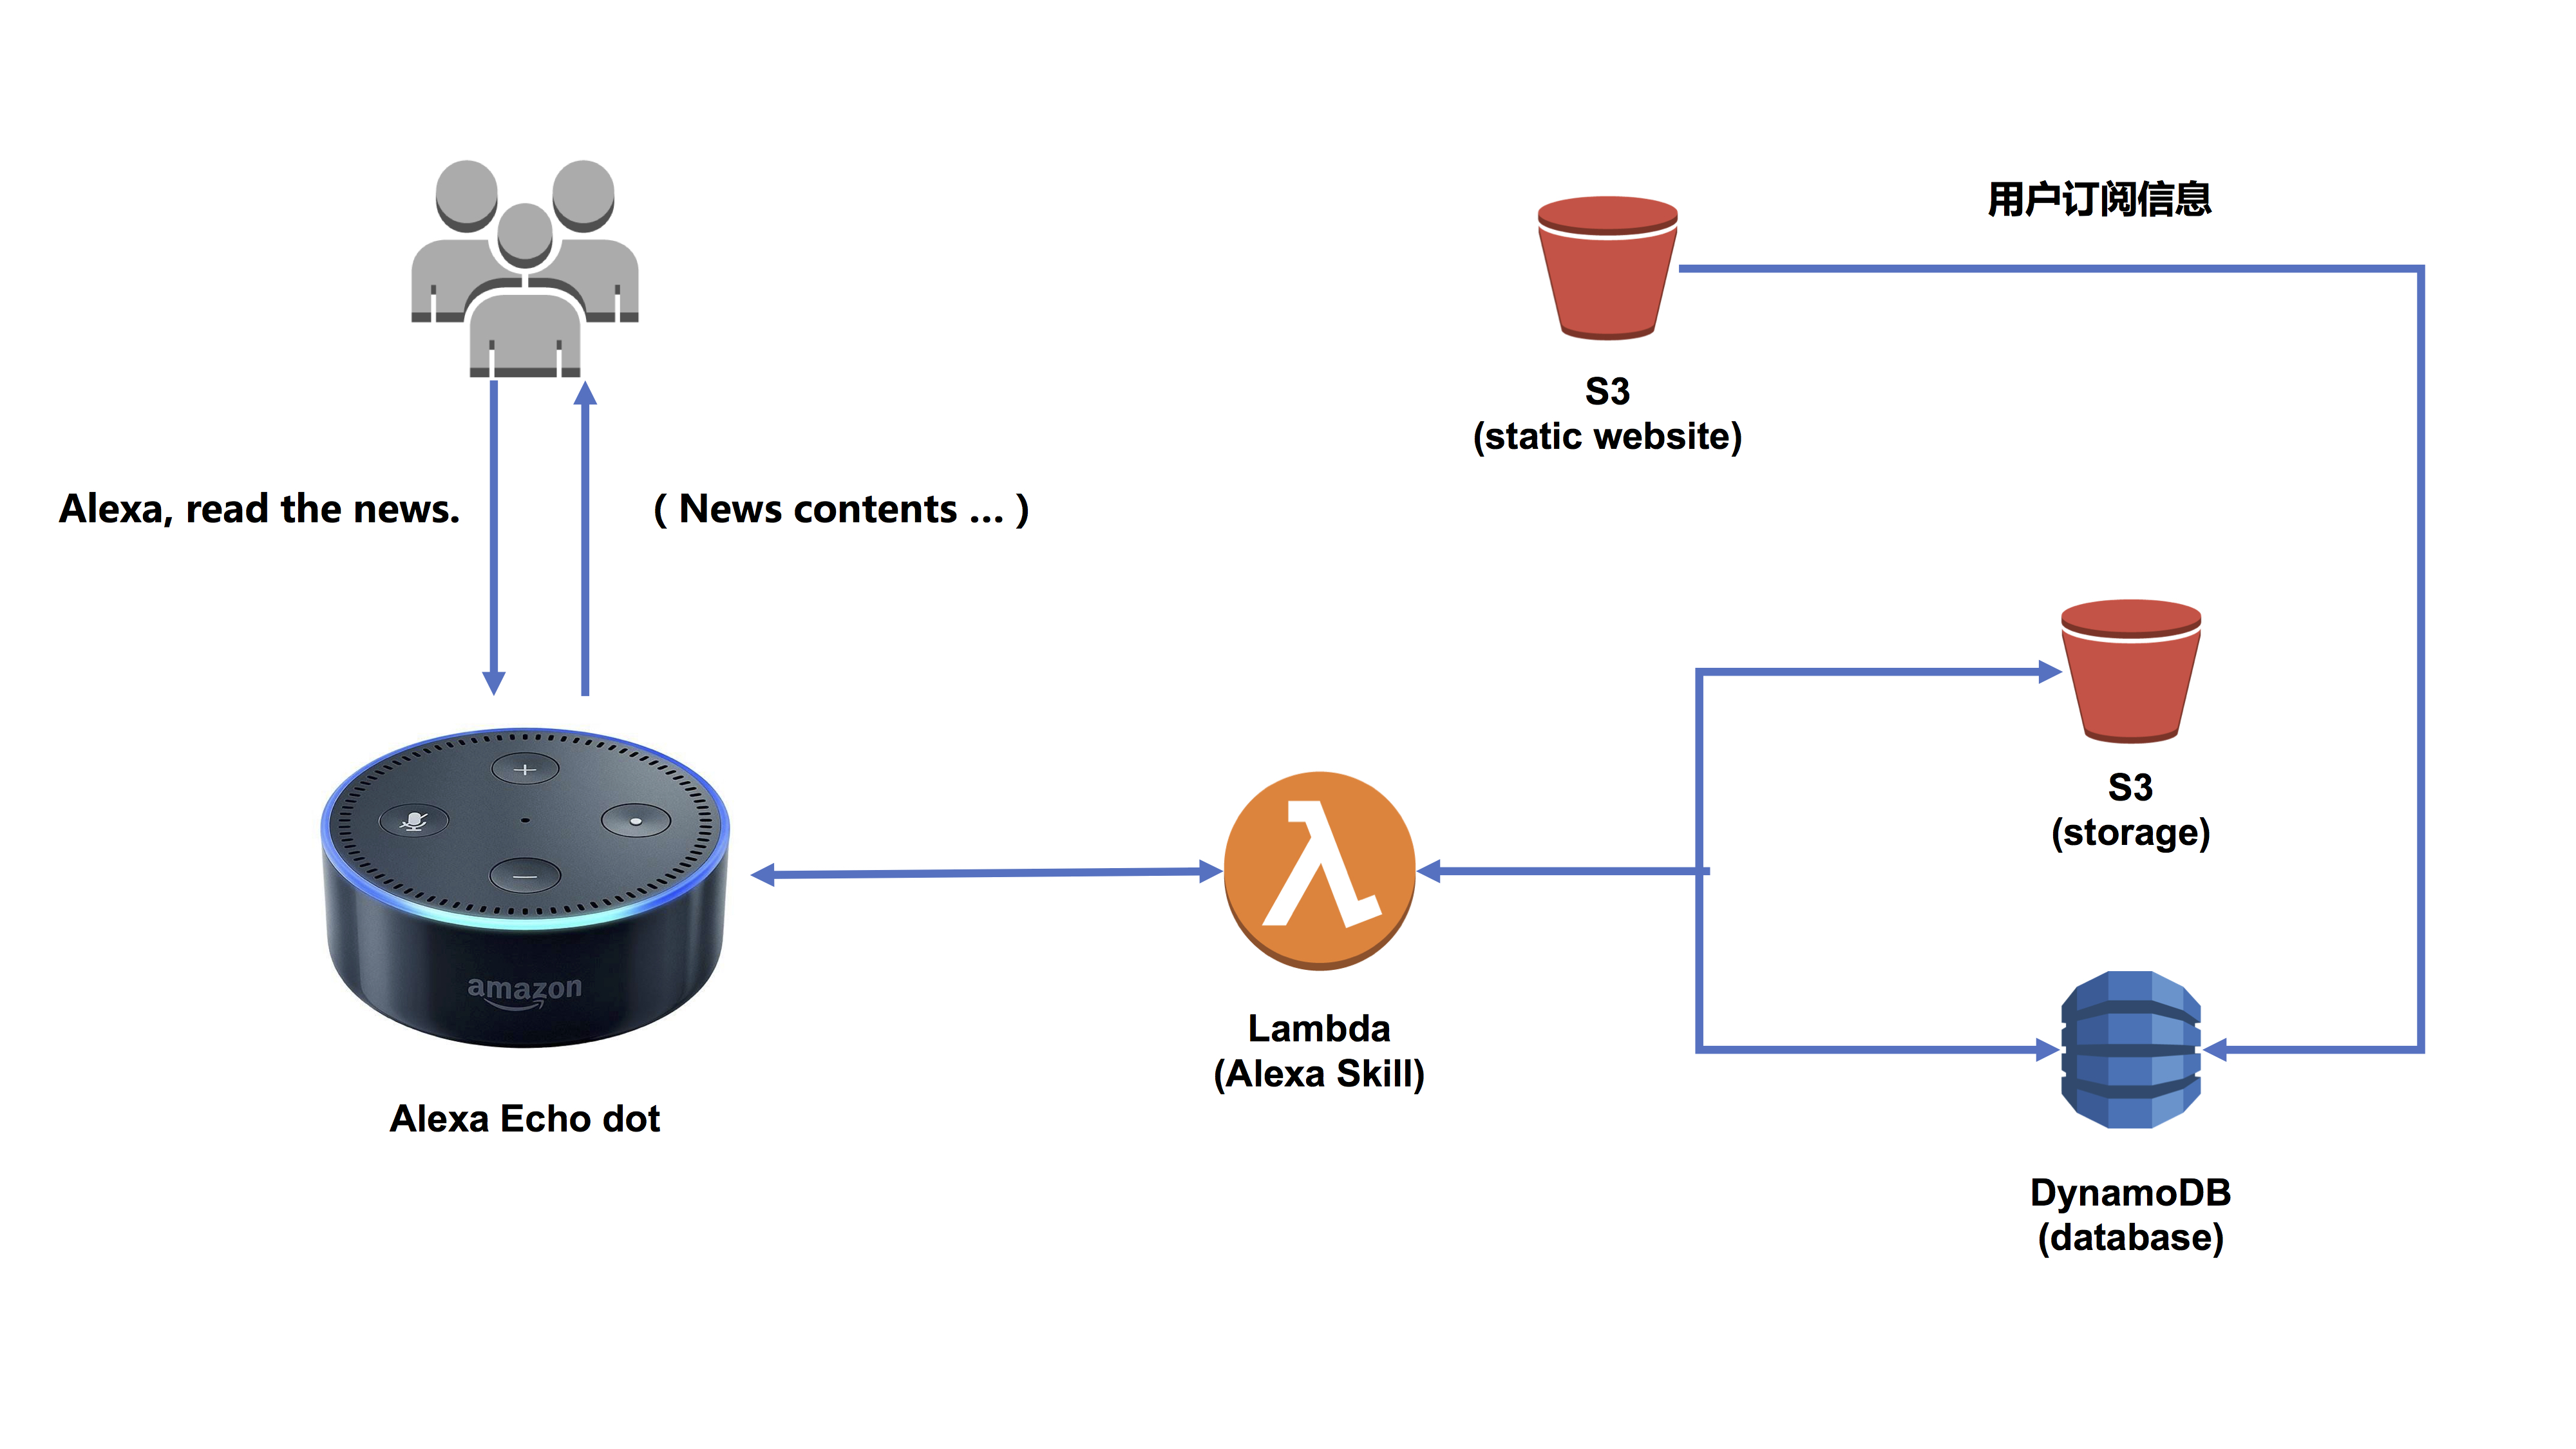 用户订阅信息
S3
(static website)
Alexa, read the news.
( News contents ... )
S3
(storage)
amazon
Lambda
(Alexa Skill)
Alexa Echo dot
DynamoDB
(database)